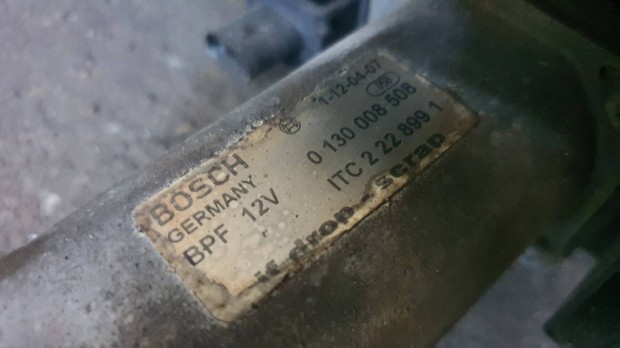 BOSCH 1-12-04-07
GERMANY 0 130 008 508
BPF 12V ITC 2 22 899 1
if drop, scrap